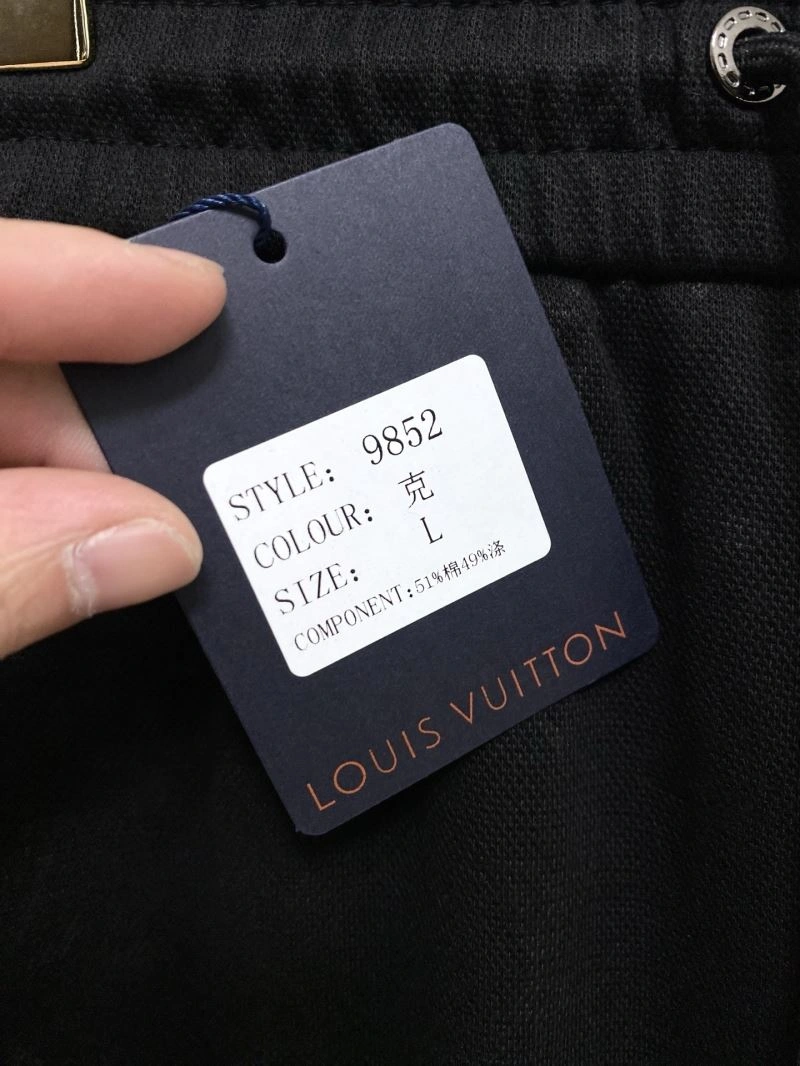 STYLE: 9852
COLOUR: 克
SIZE: L
COMPONENT:51%棉49%涤
LOUIS VUITTON